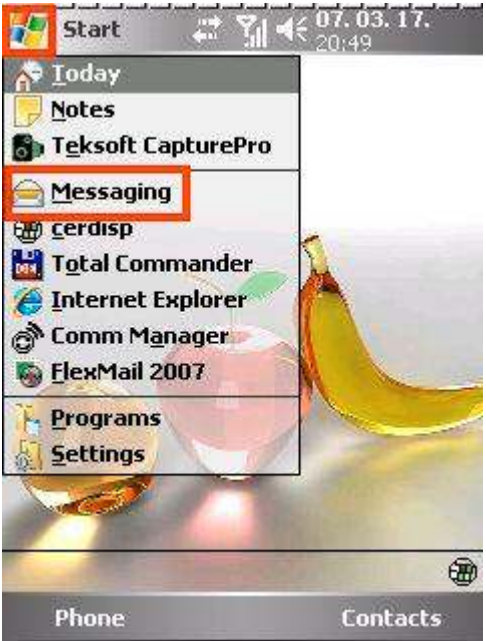 Start
07. 03. 17.
20:49
Today
Notes
Teksoft CapturePro
Messaging
cerdisp
Total Commander
Internet Explorer
Comm Manager
FlexMail 2007
Programs
Settings
Phone Contacts